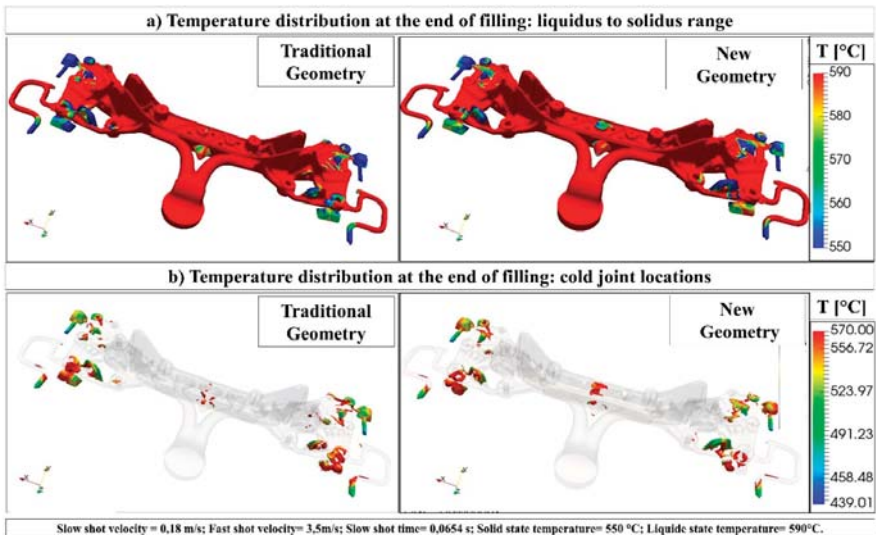 a) Temperature distribution at the end of filling: liquidus to solidus range
Traditional
Geometry
New
Geometry
T [°C]
590
580
570
560
550
b) Temperature distribution at the end of filling: cold joint locations
Traditional
Geometry
New
Geometry
T [°C]
570.00
556.72
523.97
491.23
458.48
439.01
Slow shot velocity = 0,18 m/s; Fast shot velocity= 3,5m/s; Slow shot time= 0,0654 s; Solid state temperature= 550 °C; Liquide state temperature= 590°C.